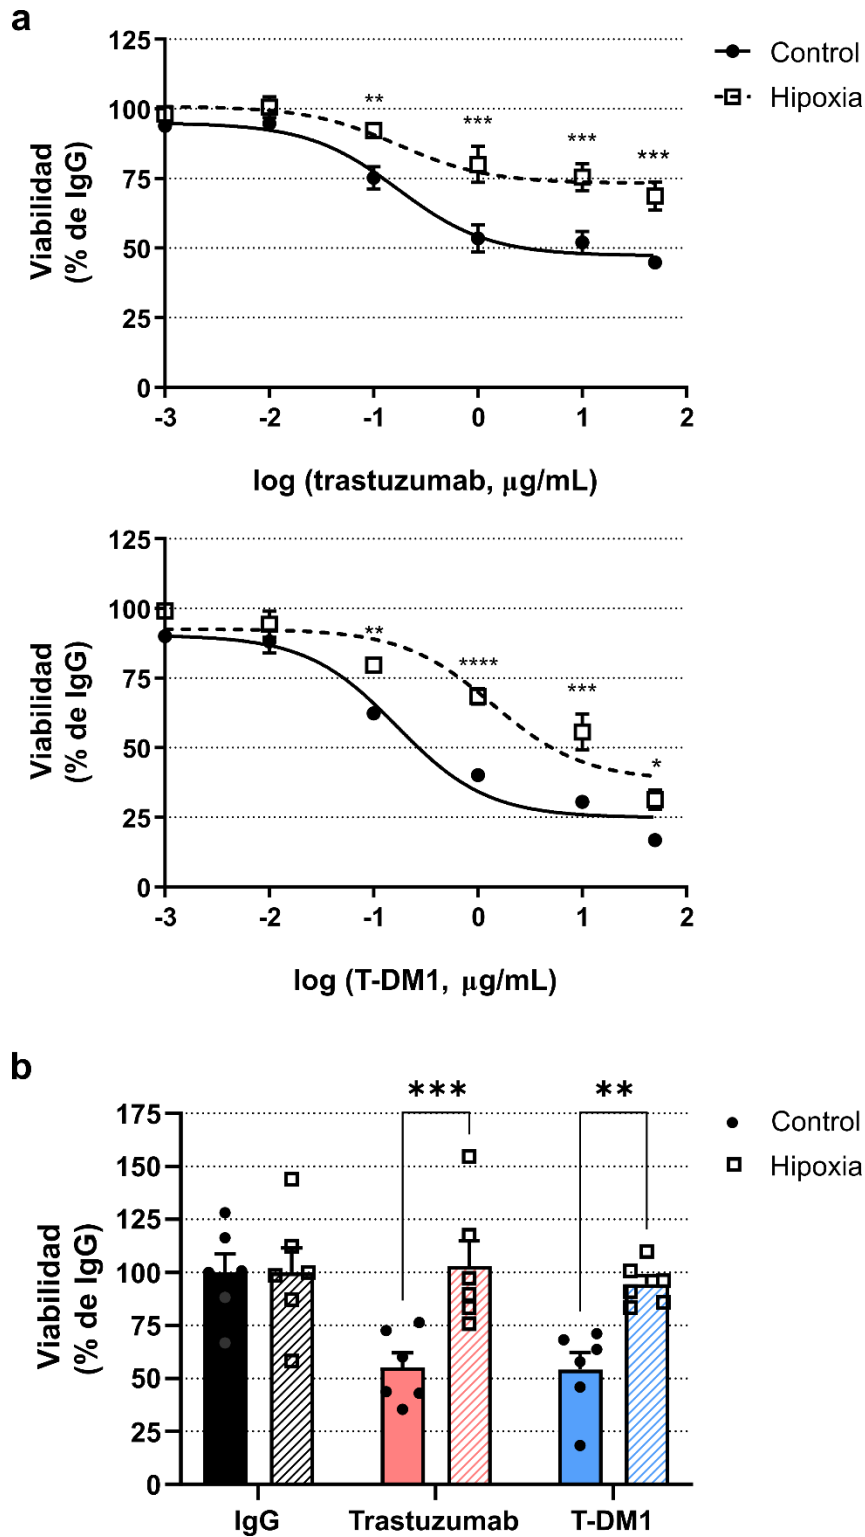 a
125
100
75
50
25
0
Viabilidad
(% de IgG)
** *** *** ***
-3 -2 -1 0 1 2
log (trastuzumab, μg/mL)
Control
Hipoxia
125
100
75
50
25
0
Viabilidad
(% de IgG)
** **** *** *
-3 -2 -1 0 1 2
log (T-DM1, μg/mL)
b
175
150
125
100
75
50
25
0
Viabilidad
(% de IgG)
*** **
IgG Trastuzumab T-DM1
Control
Hipoxia